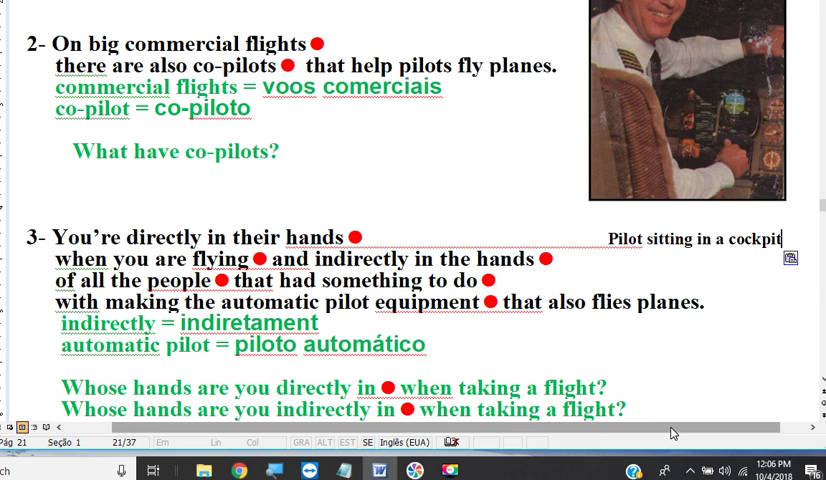 2- On big commercial flights
there are also co-pilots that help pilots fly planes.
commercial flights = voos comerciais
co-pilot = co-piloto
What have co-pilots?
3- You're directly in their hands
Pilot sitting in a cockpit
when you are flying and indirectly in the hands
of all the people that had something to do
with making the automatic pilot equipment that also flies planes.
indirectly = indiretament
automatic pilot = piloto automático
Whose hands are you directly in when taking a flight?
Whose hands are you indirectly in when taking a flight?
Pág 21 Seção 1 21/37 Em Lin Col GRA ALT EST SE Inglês (EUA)
ch
12:06 PM
10/4/2018
16